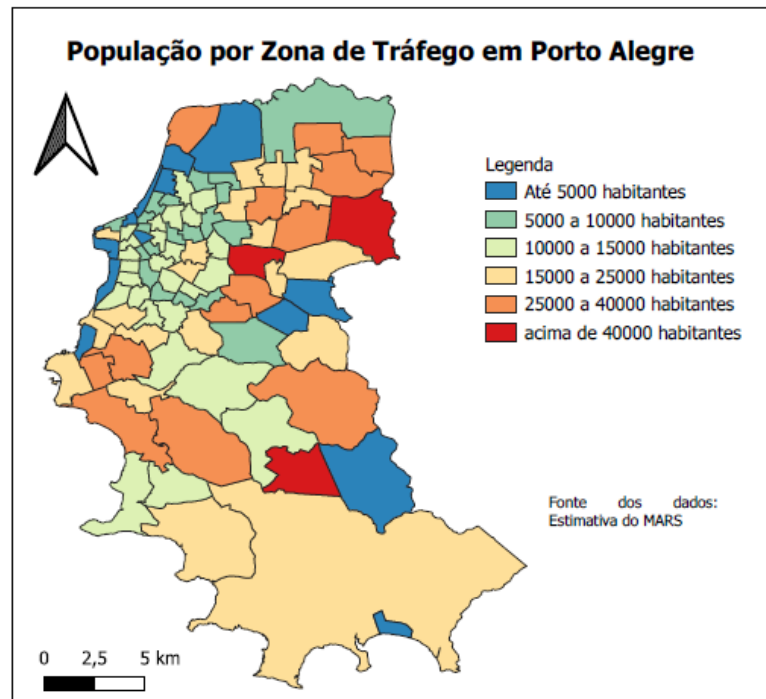 População por Zona de Tráfego em Porto Alegre
Legenda
Até 5000 habitantes
5000 a 10000 habitantes
10000 a 15000 habitantes
15000 a 25000 habitantes
25000 a 40000 habitantes
acima de 40000 habitantes
Fonte dos dados:
Estimativa do MARS
0 2,5 5 km